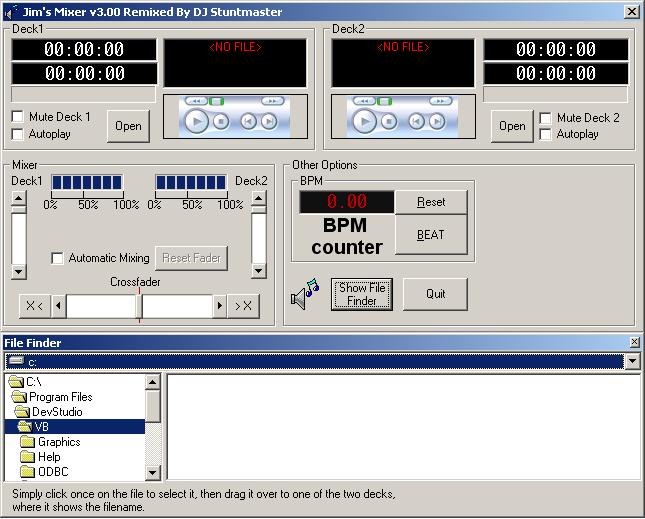 Jim's Mixer v3.00 Remixed By DJ Stuntmaster
Deck1
00:00:00
00:00:00
<NO FILE>
Mute Deck 1
Autoplay
Open
Deck2
<NO FILE>
00:00:00
00:00:00
Open
Mute Deck 2
Autoplay
Mixer
Deck1
Deck2
0% 50% 100%
0% 50% 100%
Automatic Mixing
Reset Fader
Crossfader
X<
>X
Other Options
BPM
0.00
BPM
counter
Reset
BEAT
Show File
Finder
Quit
File Finder
c:
C:\
Program Files
DevStudio
VB
Graphics
Help
ODBC
Simply click once on the file to select it, then drag it over to one of the two decks,
where it shows the filename.